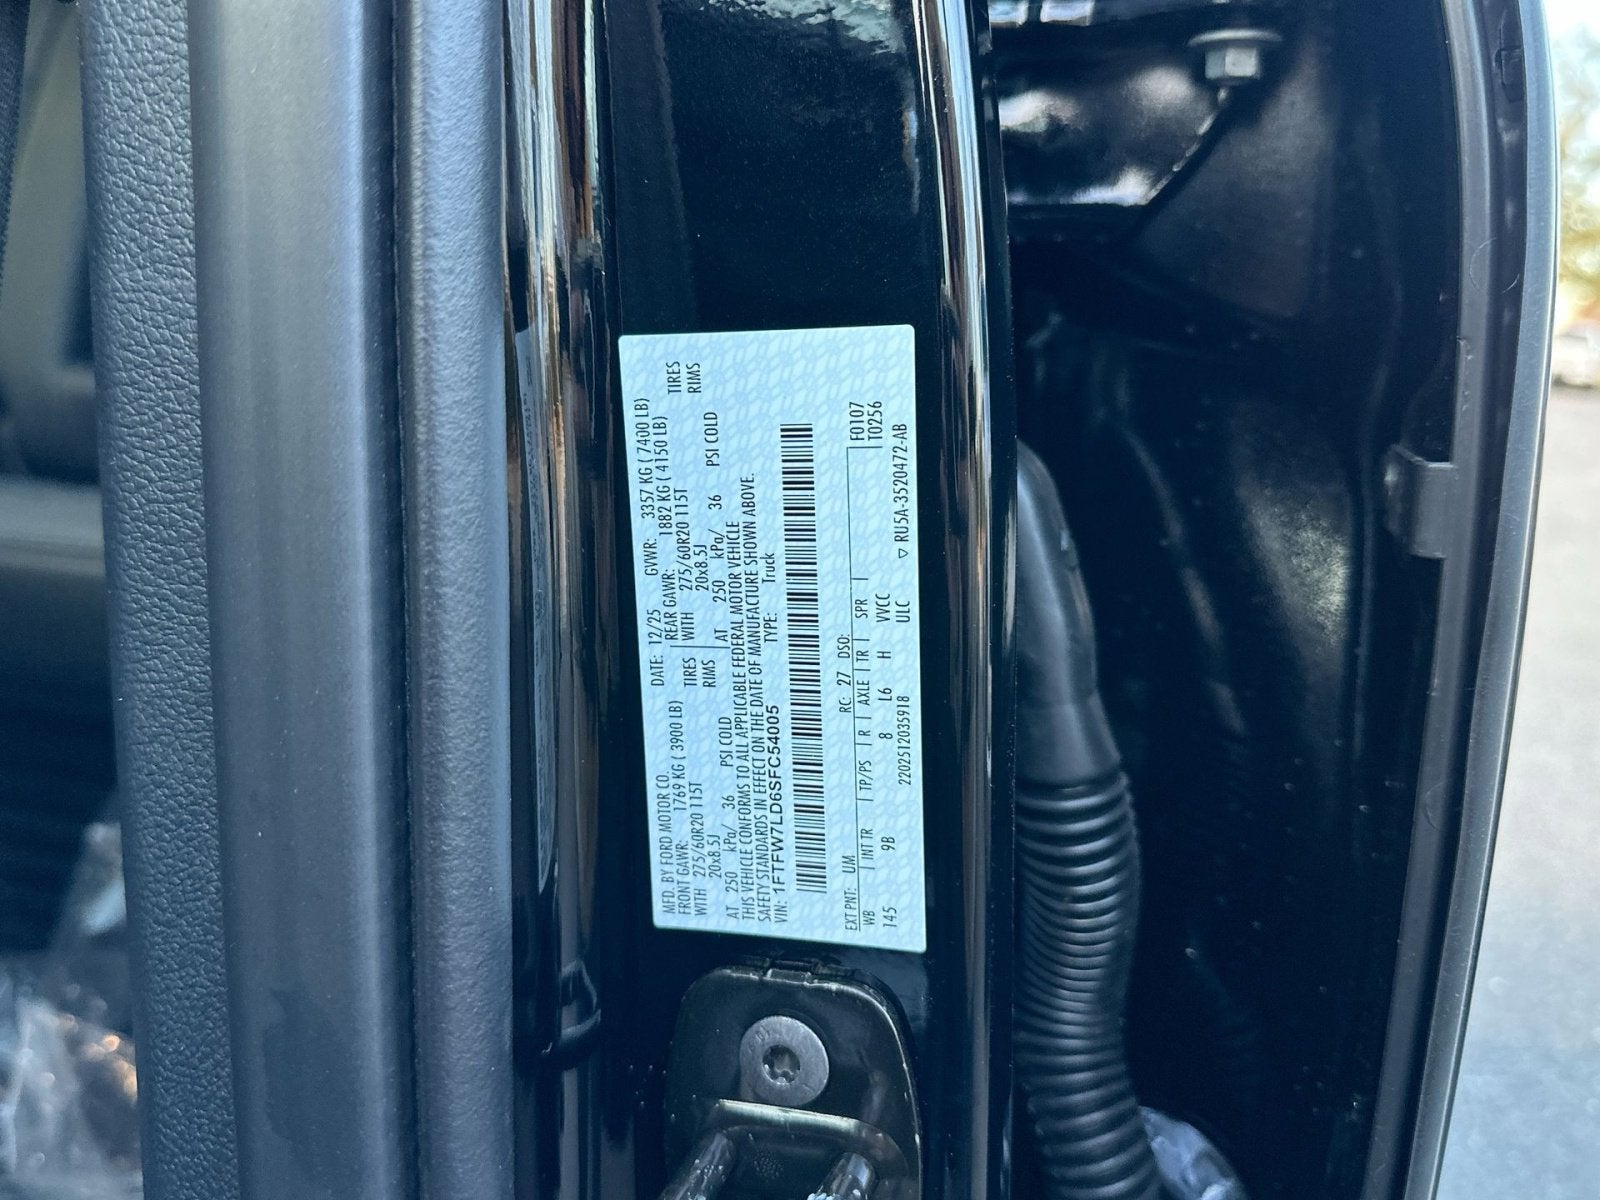 MFD. BY FORD MOTOR CO.
DATE: 12/25 GVWR: 3357 KG ( 7400 LB)
FRONT GAWR: 1769 KG ( 3900 LB) REAR GAWR: 1882 KG ( 4150 LB)
WITH 275/60R20 115T TIRES WITH 275/60R20 115T TIRES
20x8.5J RIMS 20x8.5J RIMS
AT 250 kPa/ 36 PSI COLD AT 250 kPa/ 36 PSI COLD
THIS VEHICLE CONFORMS TO ALL APPLICABLE FEDERAL MOTOR VEHICLE
SAFETY STANDARDS IN EFFECT ON THE DATE OF MANUFACTURE SHOWN ABOVE.
VIN: 1FTFW7LD6SFC54005 TYPE: Truck
EXT PNT: UM RC: 27 DSO: F0107
WB INT TR TP/PS R AXLE TR SPR T0256
145 9B 8 L6 H VVCC
220251203 5918 ULC ▽ RU5A-3520472-AB